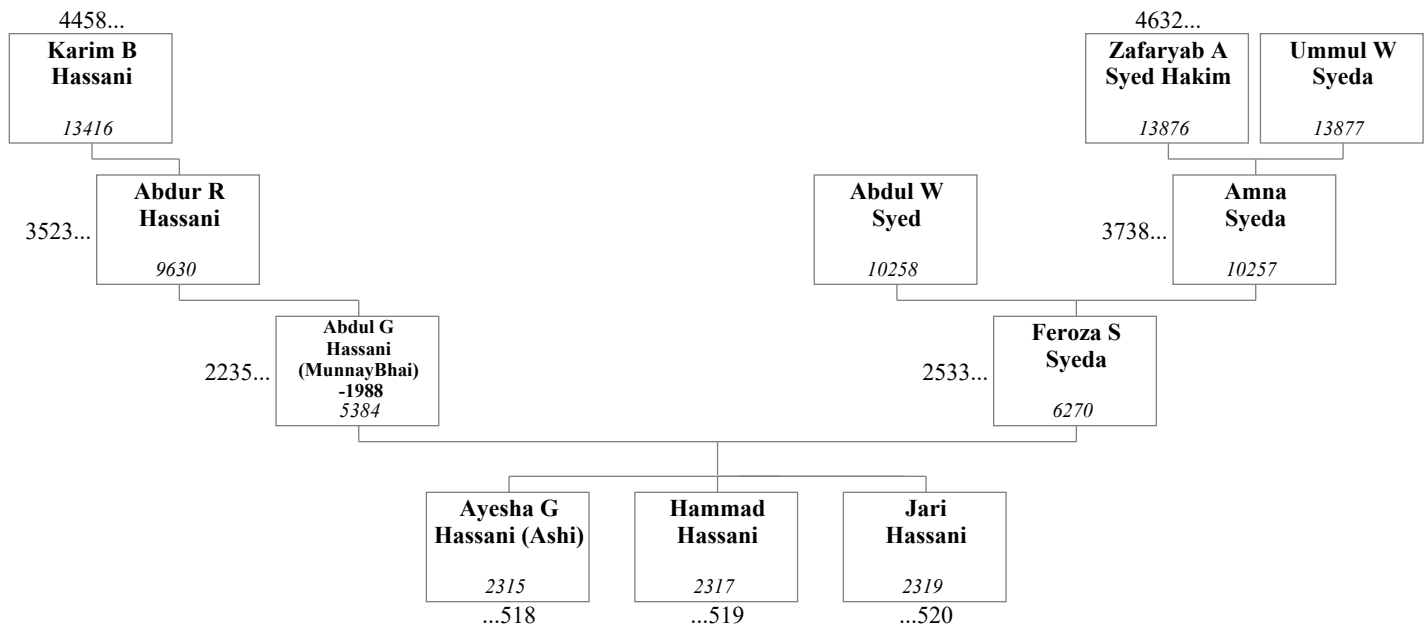 4458...
Karim B
Hassani
13416
4632...
Zafaryab A
Syed Hakim
13876
Ummul W
Syeda
13877
3523...
Abdur R
Hassani
9630
Abdul W
Syed
10258
3738...
Amna
Syeda
10257
2235...
Abdul G
Hassani
(MunnayBhai)
-1988
5384
2533...
Feroza S
Syeda
6270
Ayesha G
Hassani (Ashi)
2315
...518
Hammad
Hassani
2317
...519
Jari
Hassani
2319
...520